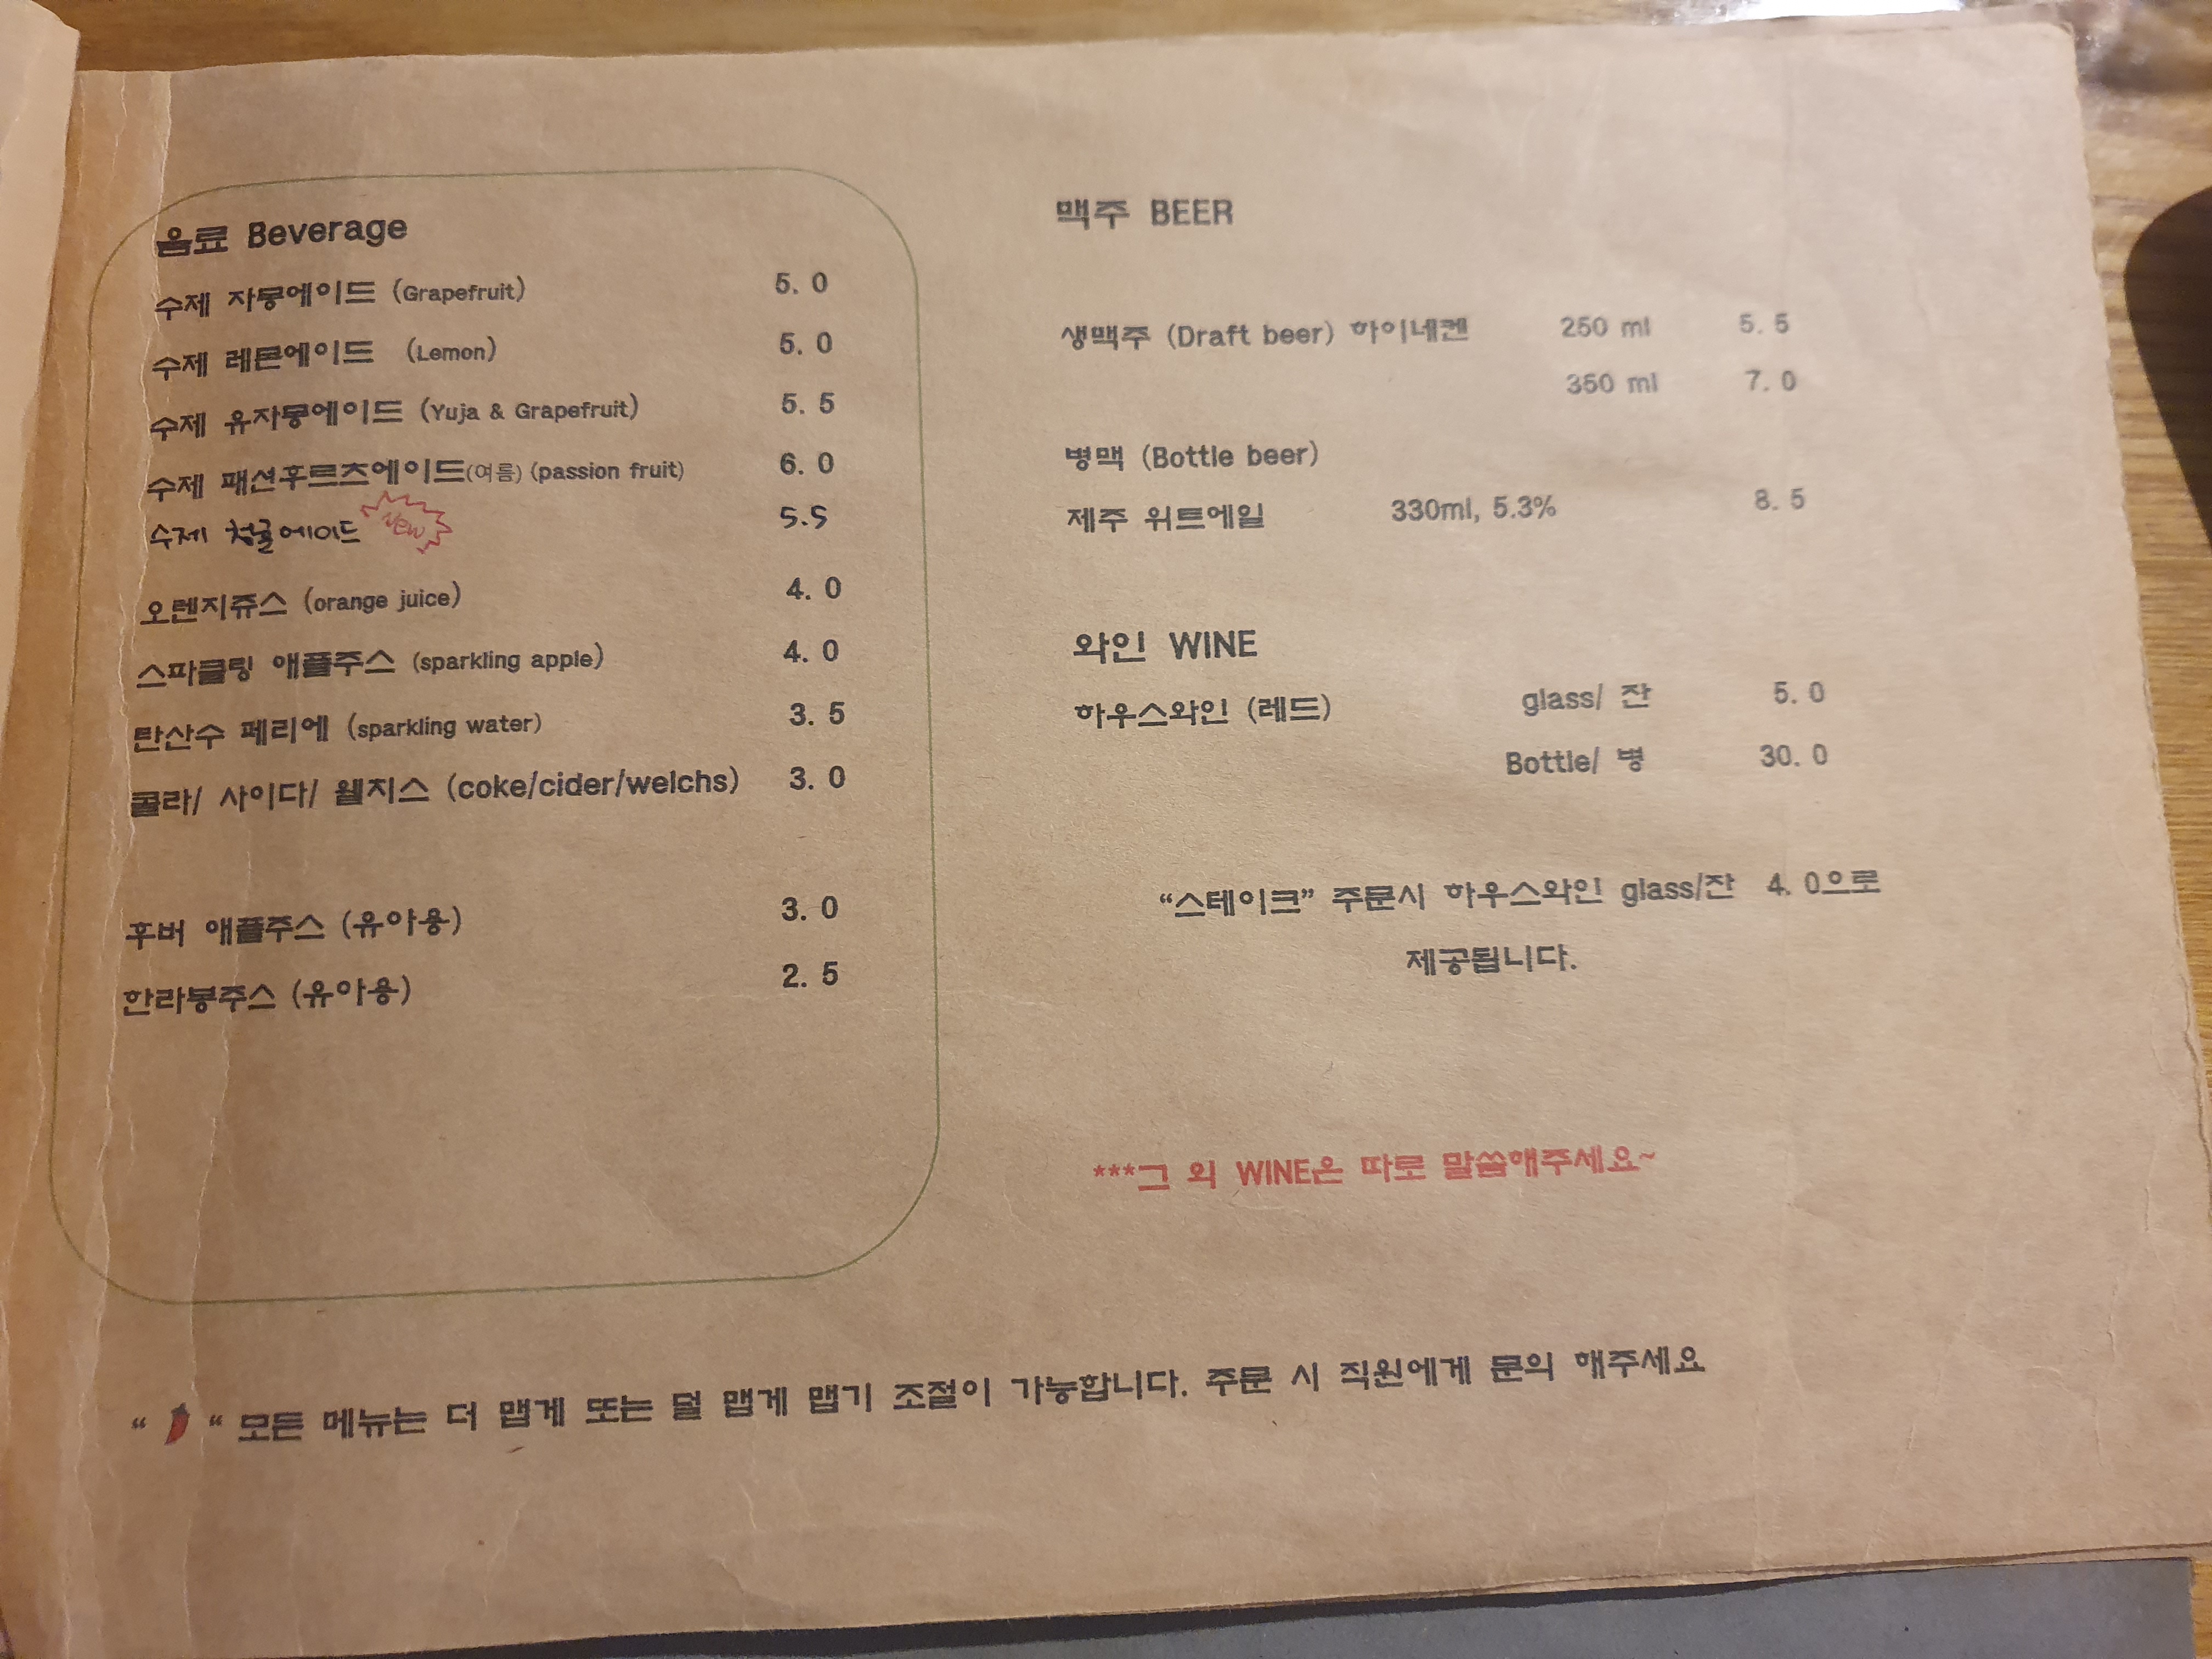 음료 Beverage
수제 자몽에이드 (Grapefruit) 5. 0
수제 레몬에이드 (Lemon) 5. 0
수제 유자몽에이드 (Yuja & Grapefruit) 5. 5
수제 패션후르츠에이드(여름) (passion fruit) 6. 0
수제 청귤에이드 New 5.5
오렌지쥬스 (orange juice) 4. 0
스파클링 애플주스 (sparkling apple) 4. 0
탄산수 페리에 (sparkling water) 3. 5
콜라/ 사이다/ 웰치스 (coke/cider/welchs) 3. 0
후버 애플주스 (유아용) 3. 0
한라봉주스 (유아용) 2. 5
맥주 BEER
생맥주 (Draft beer) 하이네켄 250 ml 5. 5
350 ml 7. 0
병맥 (Bottle beer)
제주 위트에일 330ml, 5.3% 8. 5
와인 WINE
하우스와인 (레드) glass/ 잔 5. 0
Bottle/ 병 30. 0
“스테이크” 주문시 하우스와인 glass/잔 4. 0으로
제공됩니다.
***그 외 WINE은 따로 말씀해주세요~
“ “ 모든 메뉴는 더 맵게 또는 덜 맵게 맵기 조절이 가능합니다. 주문 시 직원에게 문의 해주세요